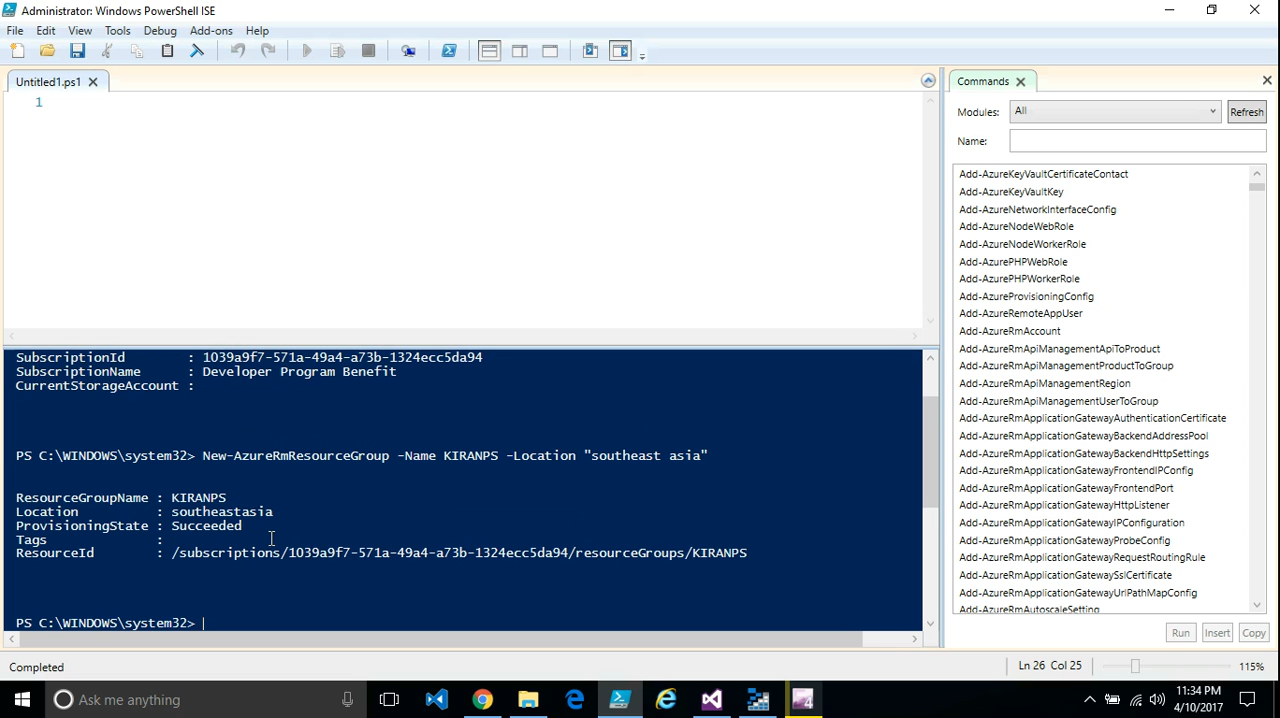 Administrator: Windows PowerShell ISE
File Edit View Tools Debug Add-ons Help
Untitled1.ps1
1
SubscriptionId : 1039a9f7-571a-49a4-a73b-1324ecc5da94
SubscriptionName : Developer Program Benefit
CurrentStorageAccount :
PS C:\WINDOWS\system32> New-AzureRmResourceGroup -Name KIRANPS -Location "southeast asia"
ResourceGroupName : KIRANPS
Location : southeastasia
ProvisioningState : Succeeded
Tags :
ResourceId : /subscriptions/1039a9f7-571a-49a4-a73b-1324ecc5da94/resourceGroups/KIRANPS
PS C:\WINDOWS\system32>
Commands
Modules: All Refresh
Name:
Add-AzureKeyVaultCertificateContact
Add-AzureKeyVaultKey
Add-AzureNetworkInterfaceConfig
Add-AzureNodeWebRole
Add-AzureNodeWorkerRole
Add-AzurePHPWebRole
Add-AzurePHPWorkerRole
Add-AzureProvisioningConfig
Add-AzureRemoteAppUser
Add-AzureRmAccount
Add-AzureRmApiManagementApiToProduct
Add-AzureRmApiManagementProductToGroup
Add-AzureRmApiManagementRegion
Add-AzureRmApiManagementUserToGroup
Add-AzureRmApplicationGatewayAuthenticationCertificate
Add-AzureRmApplicationGatewayBackendAddressPool
Add-AzureRmApplicationGatewayBackendHttpSettings
Add-AzureRmApplicationGatewayFrontendIPConfig
Add-AzureRmApplicationGatewayFrontendPort
Add-AzureRmApplicationGatewayHttpListener
Add-AzureRmApplicationGatewayIPConfiguration
Add-AzureRmApplicationGatewayProbeConfig
Add-AzureRmApplicationGatewayRequestRoutingRule
Add-AzureRmApplicationGatewaySslCertificate
Add-AzureRmApplicationGatewayUrlPathMapConfig
Add-AzureRmAutoscaleSetting
Run Insert Copy
Completed
Ln 26 Col 25
115%
Ask me anything
4
11:34 PM
4/10/2017